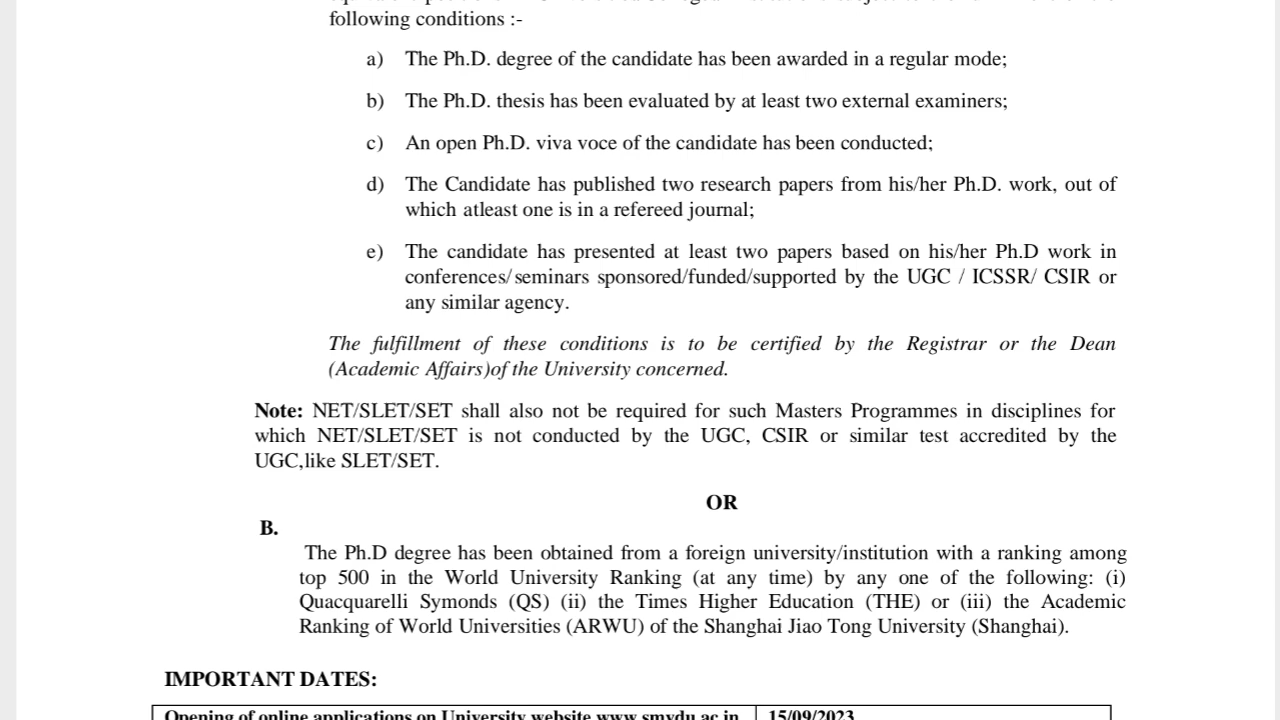 following conditions :-
a) The Ph.D. degree of the candidate has been awarded in a regular mode;
b) The Ph.D. thesis has been evaluated by at least two external examiners;
c) An open Ph.D. viva voce of the candidate has been conducted;
d) The Candidate has published two research papers from his/her Ph.D. work, out of
which atleast one is in a refereed journal;
e) The candidate has presented at least two papers based on his/her Ph.D work in
conferences/seminars sponsored/funded/supported by the UGC / ICSSR/ CSIR or
any similar agency.
The fulfillment of these conditions is to be certified by the Registrar or the Dean
(Academic Affairs)of the University concerned.
Note: NET/SLET/SET shall also not be required for such Masters Programmes in disciplines for
which NET/SLET/SET is not conducted by the UGC, CSIR or similar test accredited by the
UGC,like SLET/SET.
OR
B.
The Ph.D degree has been obtained from a foreign university/institution with a ranking among
top 500 in the World University Ranking (at any time) by any one of the following: (i)
Quacquarelli Symonds (QS) (ii) the Times Higher Education (THE) or (iii) the Academic
Ranking of World Universities (ARWU) of the Shanghai Jiao Tong University (Shanghai).
IMPORTANT DATES:
Opening of online applications on University website www.smvdu.ac.in 15/09/2023